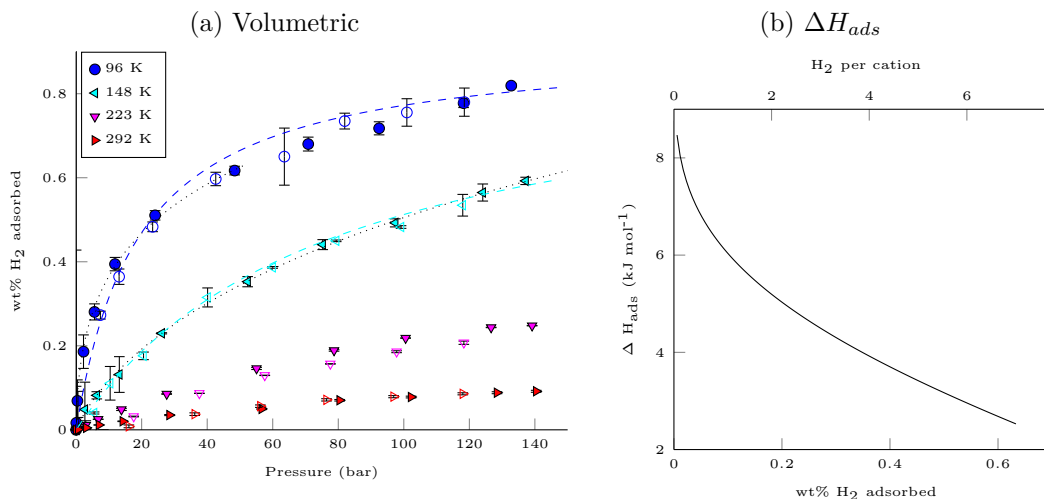 (a) Volumetric
96 K
148 K
223 K
292 K
0
0.2
0.4
0.6
0.8
wt% H₂ adsorbed
0 20 40 60 80 100 120 140
Pressure (bar)
(b) ΔH_ads
H₂ per cation
0 2 4 6
8
6
4
2
Δ H_ads (kJ mol⁻¹)
0 0.2 0.4 0.6
wt% H₂ adsorbed